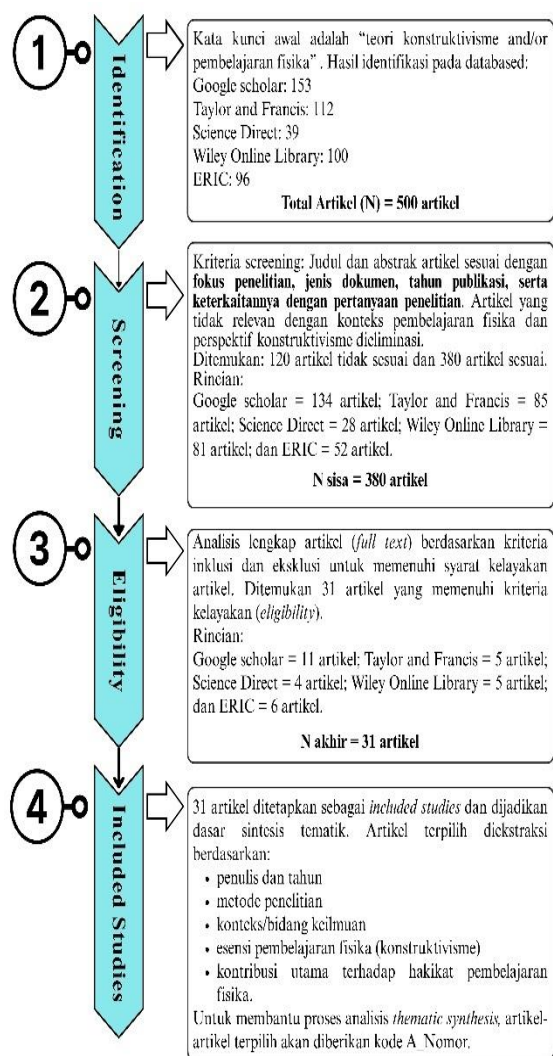 1
Identification
Kata kunci awal adalah “teori konstruktivisme and/or
pembelajaran fisika” . Hasil identifikasi pada databased:
Google scholar: 153
Taylor and Francis: 112
Science Direct: 39
Wiley Online Library: 100
ERIC: 96
Total Artikel (N) = 500 artikel
2
Screening
Kriteria screening: Judul dan abstrak artikel sesuai dengan
fokus penelitian, jenis dokumen, tahun publikasi, serta
keterkaitannya dengan pertanyaan penelitian. Artikel yang
tidak relevan dengan konteks pembelajaran fisika dan
perspektif konstruktivisme dieliminasi.
Ditemukan: 120 artikel tidak sesuai dan 380 artikel sesuai.
Rincian:
Google scholar = 134 artikel; Taylor and Francis = 85
artikel; Science Direct = 28 artikel; Wiley Online Library =
81 artikel; dan ERIC = 52 artikel.
N sisa = 380 artikel
3
Eligibility
Analisis lengkap artikel (full text) berdasarkan kriteria
inklusi dan eksklusi untuk memenuhi syarat kelayakan
artikel. Ditemukan 31 artikel yang memenuhi kriteria
kelayakan (eligibility).
Rincian:
Google scholar = 11 artikel; Taylor and Francis = 5 artikel;
Science Direct = 4 artikel; Wiley Online Library = 5 artikel;
dan ERIC = 6 artikel.
N akhir = 31 artikel
4
Included Studies
31 artikel ditetapkan sebagai included studies dan dijadikan
dasar sintesis tematik. Artikel terpilih diekstraksi
berdasarkan:
• penulis dan tahun
• metode penelitian
• konteks/bidang keilmuan
• esensi pembelajaran fisika (konstruktivisme)
• kontribusi utama terhadap hakikat pembelajaran
fisika.
Untuk membantu proses analisis thematic synthesis, artikel-
artikel terpilih akan diberikan kode A_Nomor.